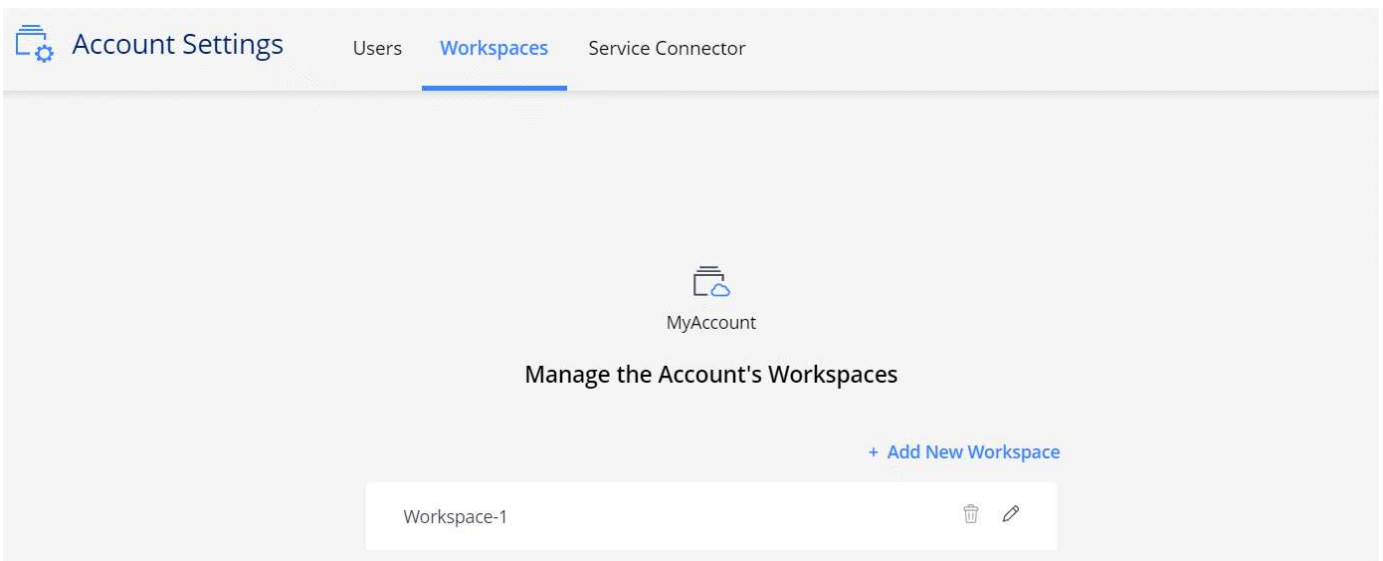 Account Settings Users Workspaces Service Connector
MyAccount
Manage the Account's Workspaces
+ Add New Workspace
Workspace-1